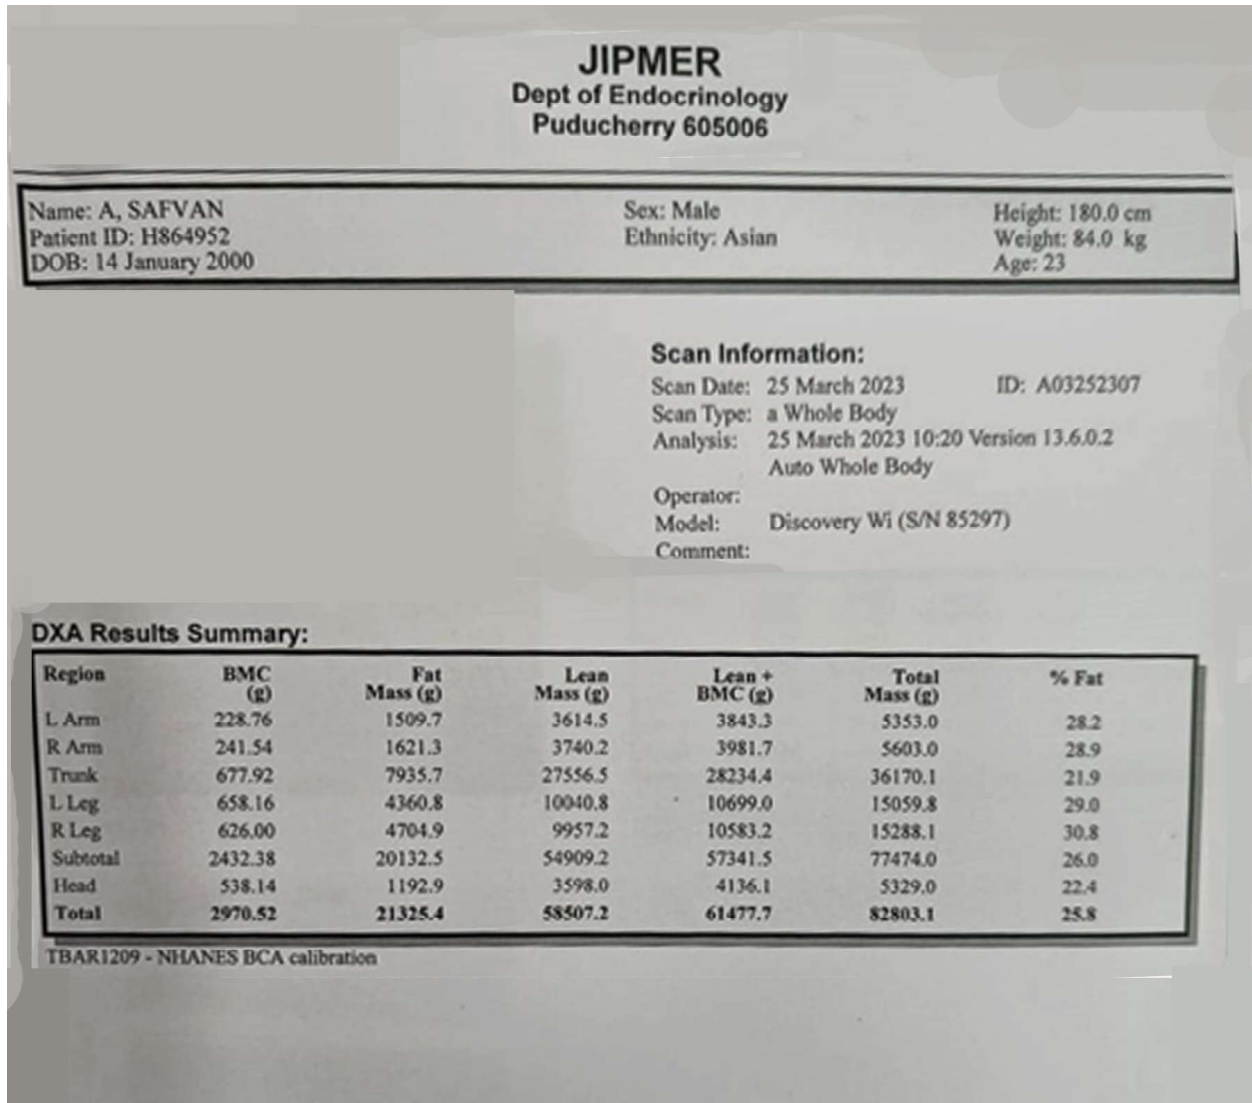 JIPMER
Dept of Endocrinology
Puducherry 605006
Name: A, SAFVAN Sex: Male Height: 180.0 cm
Patient ID: H864952 Ethnicity: Asian Weight: 84.0 kg
DOB: 14 January 2000 Age: 23
Scan Information:
Scan Date: 25 March 2023 ID: A03252307
Scan Type: a Whole Body
Analysis: 25 March 2023 10:20 Version 13.6.0.2
Auto Whole Body
Operator:
Model: Discovery Wi (S/N 85297)
Comment:
DXA Results Summary:
Region BMC Fat Lean Lean + Total % Fat
(g) Mass (g) Mass (g) BMC (g) Mass (g)
L Arm 228.76 1509.7 3614.5 3843.3 5353.0 28.2
R Arm 241.54 1621.3 3740.2 3981.7 5603.0 28.9
Trunk 677.92 7935.7 27556.5 28234.4 36170.1 21.9
L Leg 658.16 4360.8 10040.8 10699.0 15059.8 29.0
R Leg 626.00 4704.9 9957.2 10583.2 15288.1 30.8
Subtotal 2432.38 20132.5 54909.2 57341.5 77474.0 26.0
Head 538.14 1192.9 3598.0 4136.1 5329.0 22.4
Total 2970.52 21325.4 58507.2 61477.7 82803.1 25.8
TBAR1209 - NHANES BCA calibration